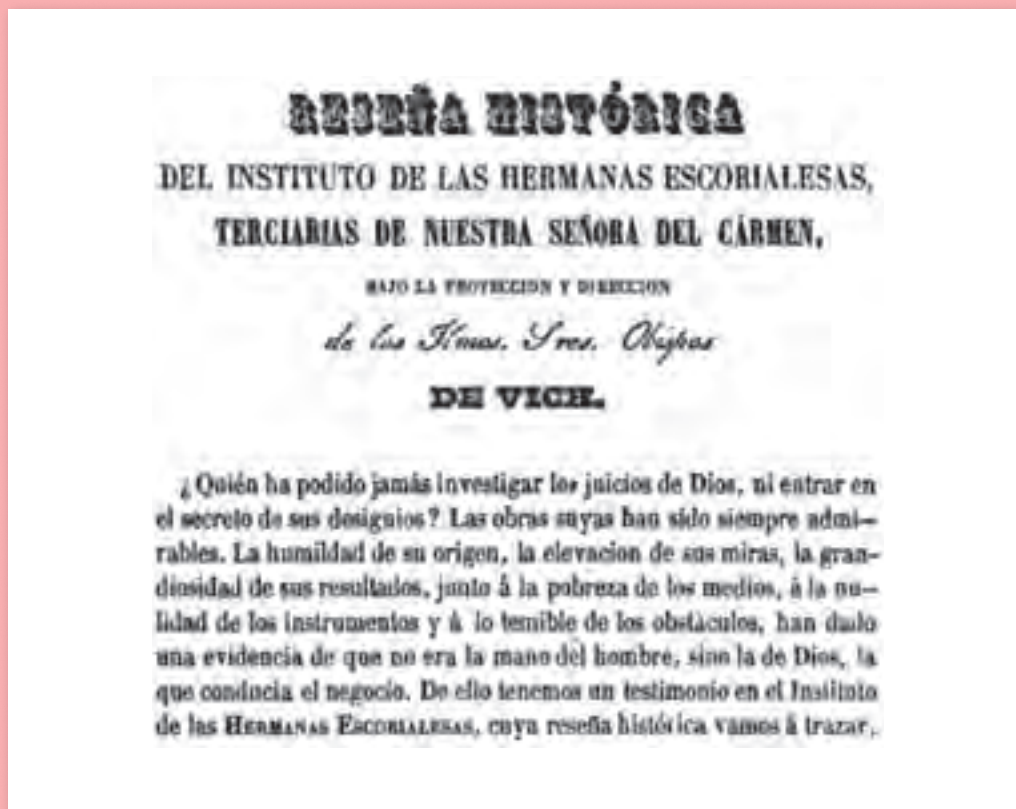 RESEÑA HISTÓRICA
DEL INSTITUTO DE LAS HERMANAS ESCORIALESAS,
TERCIARIAS DE NUESTRA SEÑORA DEL CÁRMEN,
BAJO LA PROTECCION Y DIRECCION
de los Ilmos. Sres. Obispos
DE VICH.
¿Quién ha podido jamás investigar los juicios de Dios, ni entrar en
el secreto de sus designios? Las obras suyas han sido siempre admi-
rables. La humildad de su origen, la elevacion de sus miras, la gran-
diosidad de sus resultados, junto á la pobreza de los medios, á la nu-
lidad de los instrumentos y á lo temible de los obstáculos, han dado
una evidencia de que no era la mano del hombre, sino la de Dios, la
que conducia el negocio. De ello tenemos un testimonio en el Instituto
de las HERMANAS ESCORIALESAS, cuya reseña histórica vamos á trazar,